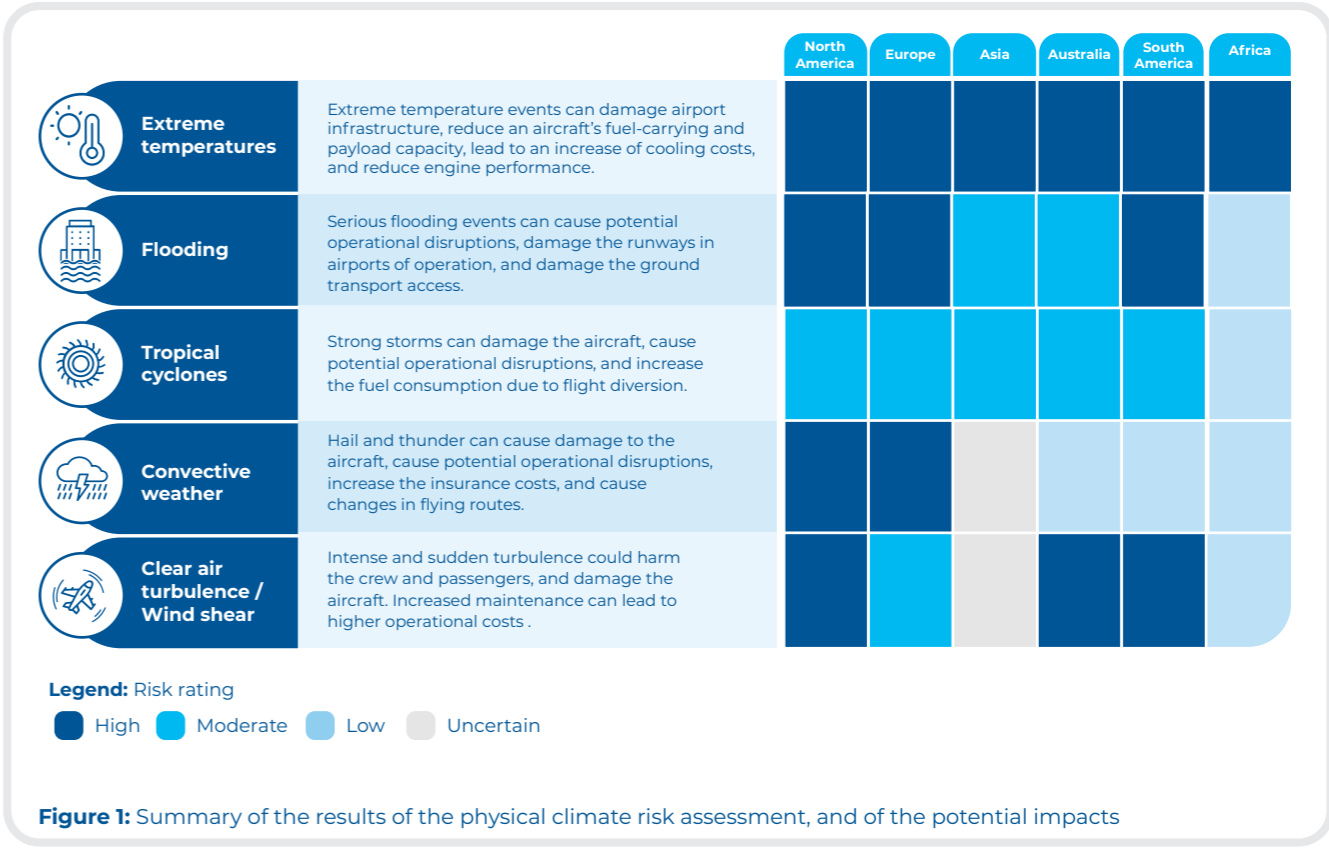 North
America
Europe
Asia
Australia
South
America
Africa
Extreme
temperatures
Extreme temperature events can damage airport
infrastructure, reduce an aircraft’s fuel-carrying and
payload capacity, lead to an increase of cooling costs,
and reduce engine performance.
Flooding
Serious flooding events can cause potential
operational disruptions, damage the runways in
airports of operation, and damage the ground
transport access.
Tropical
cyclones
Strong storms can damage the aircraft, cause
potential operational disruptions, and increase
the fuel consumption due to flight diversion.
Convective
weather
Hail and thunder can cause damage to the
aircraft, cause potential operational disruptions,
increase the insurance costs, and cause
changes in flying routes.
Clear air
turbulence /
Wind shear
Intense and sudden turbulence could harm
the crew and passengers, and damage the
aircraft. Increased maintenance can lead to
higher operational costs .
Legend: Risk rating
High Moderate Low Uncertain
Figure 1: Summary of the results of the physical climate risk assessment, and of the potential impacts